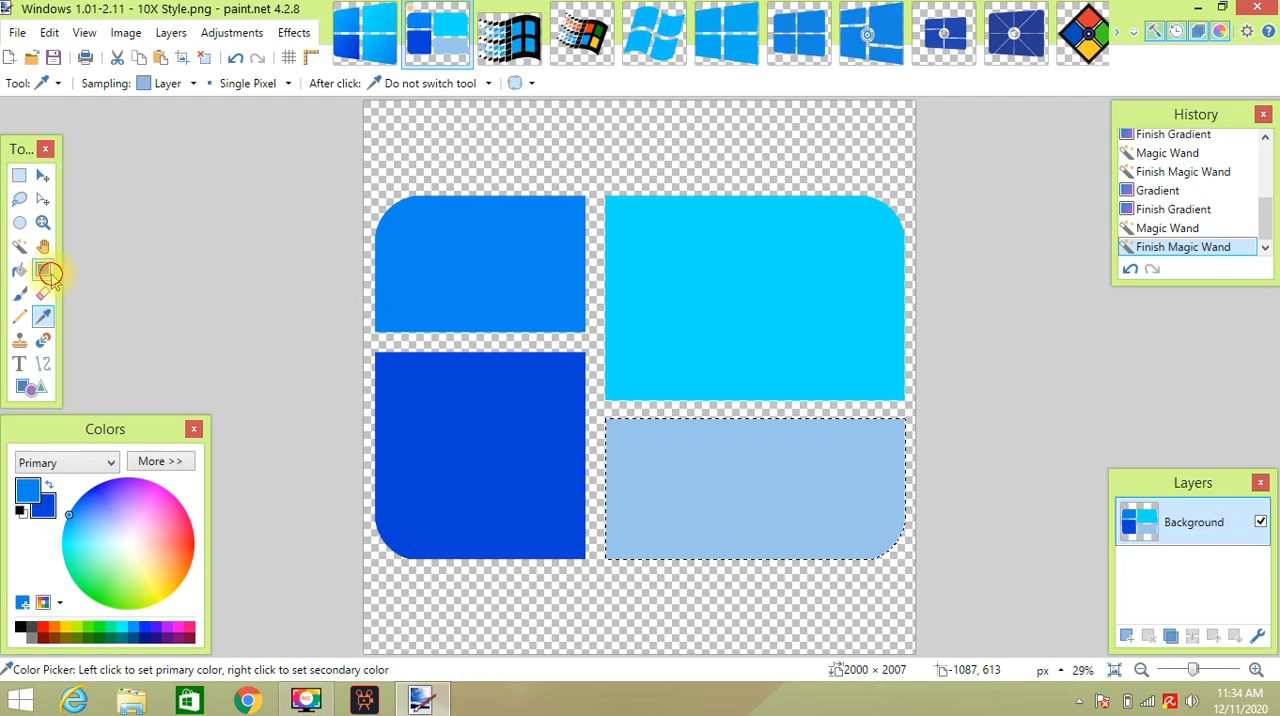 Windows 1.01-2.11 - 10X Style.png - paint.net 4.2.8
File Edit View Image Layers Adjustments Effects
Tool: Sampling: Layer Single Pixel After click: Do not switch tool
To...
History
Finish Gradient
Magic Wand
Finish Magic Wand
Gradient
Finish Gradient
Magic Wand
Finish Magic Wand
Colors
Primary
More >>
Layers
Background
Color Picker: Left click to set primary color, right click to set secondary color
2000 × 2007
-1087, 613
px
29%
REC
11:34 AM
12/11/2020